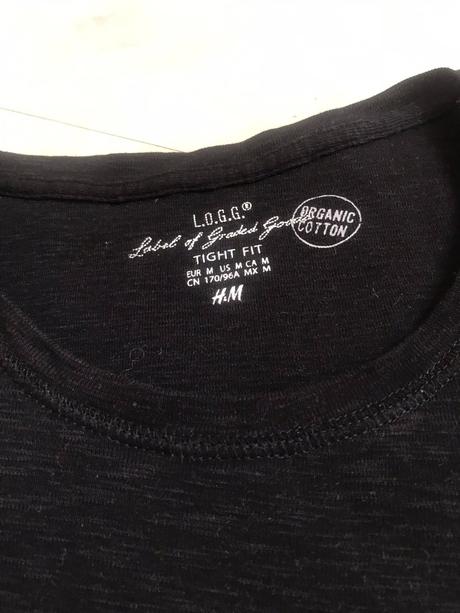 L.O.G.G.®
Label of Graded Goods
ORGANIC
COTTON
TIGHT FIT
EUR M US M CA M
CN 170/96A MX M
H&M